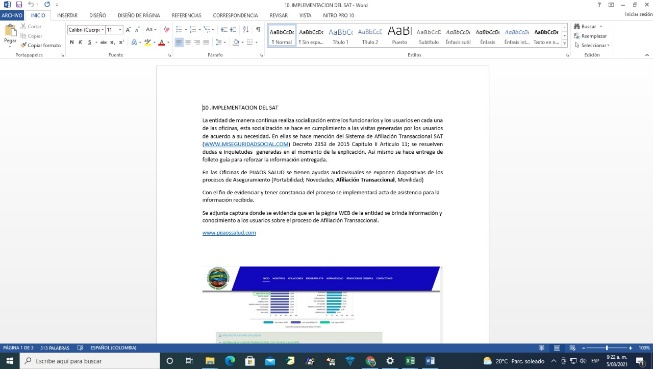 10. IMPLEMENTACION DEL SAT - Word
ARCHIVO INICIO INSERTAR DISEÑO DISEÑO DE PÁGINA REFERENCIAS CORRESPONDENCIA REVISAR VISTA NITRO PRO 10 Iniciar sesión
Pegar
Cortar
Copiar
Copiar formato
Portapapeles
Calibri (Cuerpo) 11
Fuente
Párrafo
AaBbCcDc AaBbCcDc AaBbCc AaBbCcC AaBl AaBbCcC AaBbCcDc AaBbCcDc AaBbCcDc AaBbCcDc
¶ Normal ¶ Sin espa... Título 1 Título 2 Puesto Subtítulo Énfasis sutil Énfasis Énfasis int... Texto en n...
Estilos
Buscar
Reemplazar
Seleccionar
Edición
10 .IMPLEMENTACION DEL SAT
La entidad de manera continua realiza socialización entre los funcionarios y los usuarios en cada una
de las oficinas, esta socialización se hace en cumplimiento a las visitas generadas por los usuarios
de acuerdo a su necesidad. En ellas se hace mención del Sistema de Afiliación Transaccional SAT
(WWW.MISEGURIDADSOCIAL.COM) Decreto 2353 de 2015 Capitulo II Articulo 13; se resuelven
dudas e inquietudes generadas en el momento de la explicación. Así mismo se hace entrega de
folleto guía para reforzar la información entregada.
En las Oficinas de PIJAOS SALUD se tienen ayudas audiovisuales se exponen diapositivas de los
procesos de Aseguramiento (Portabilidad; Novedades, Afiliación Transaccional, Movilidad)
Con el fin de evidenciar y tener constancia del proceso se implementará acta de asistencia para la
información recibida.
Se adjunta captura donde se evidencia que en la página WEB de la entidad se brinda información y
conocimiento a los usuarios sobre el proceso de Afiliación Transaccional.
www.pijaossalud.com
PÁGINA 1 DE 3 313 PALABRAS ESPAÑOL (COLOMBIA) 100%
Escribe aquí para buscar
20°C Parc. soleado ESP
9:22 a. m.
5/03/2021